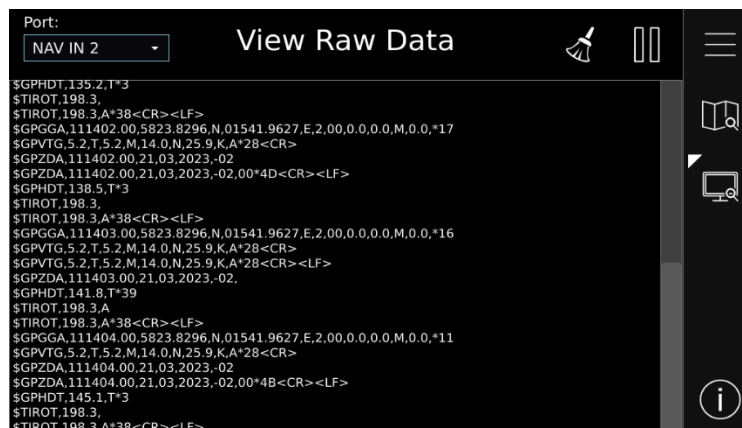 Port:
NAV IN 2
View Raw Data
$GPHDT,135.2,T*3
$TIROT,198.3,
$TIROT,198.3,A*38<CR><LF>
$GPGGA,111402.00,5823.8296,N,01541.9627,E,2,00,0.0,0.0,M,0.0,*17
$GPVTG,5.2,T,5.2,M,14.0,N,25.9,K,A*28<CR>
$GPZDA,111402.00,21,03,2023,-02
$GPZDA,111402.00,21,03,2023,-02,00*4D<CR><LF>
$GPHDT,138.5,T*3
$TIROT,198.3,
$TIROT,198.3,A*38<CR><LF>
$GPGGA,111403.00,5823.8296,N,01541.9627,E,2,00,0.0,0.0,M,0.0,*16
$GPVTG,5.2,T,5.2,M,14.0,N,25.9,K,A*28<CR>
$GPVTG,5.2,T,5.2,M,14.0,N,25.9,K,A*28<CR><LF>
$GPZDA,111403.00,21,03,2023,-02,
$GPHDT,141.8,T*39
$TIROT,198.3,A
$TIROT,198.3,A*38<CR><LF>
$GPGGA,111404.00,5823.8296,N,01541.9627,E,2,00,0.0,0.0,M,0.0,*11
$GPVTG,5.2,T,5.2,M,14.0,N,25.9,K,A*28<CR>
$GPZDA,111404.00,21,03,2023,-02
$GPZDA,111404.00,21,03,2023,-02,00*4B<CR><LF>
$GPHDT,145.1,T*3
$TIROT,198.3,
$TIROT,198.3,A*38<CR><LF>